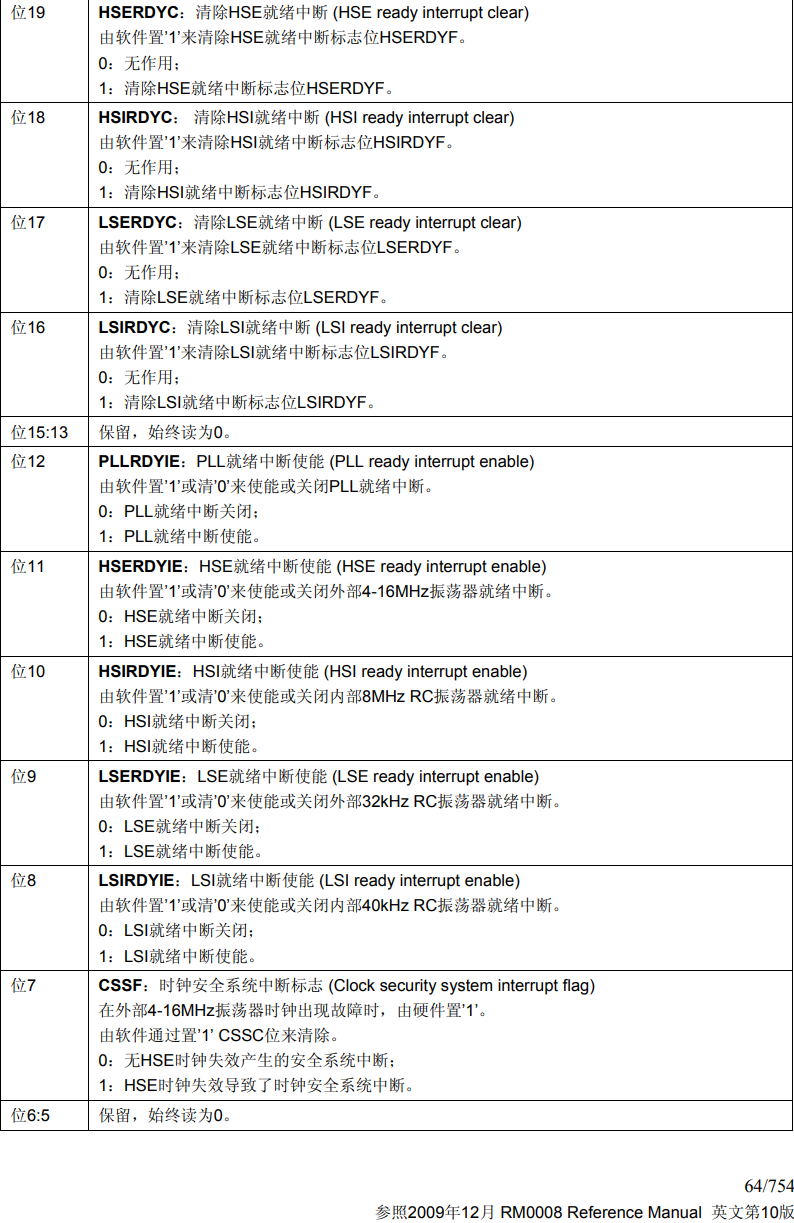 位19 HSERDYC：清除HSE就绪中断 (HSE ready interrupt clear)
由软件置’1’来清除HSE就绪中断标志位HSERDYF。
0：无作用；
1：清除HSE就绪中断标志位HSERDYF。
位18 HSIRDYC： 清除HSI就绪中断 (HSI ready interrupt clear)
由软件置’1’来清除HSI就绪中断标志位HSIRDYF。
0：无作用；
1：清除HSI就绪中断标志位HSIRDYF。
位17 LSERDYC：清除LSE就绪中断 (LSE ready interrupt clear)
由软件置’1’来清除LSE就绪中断标志位LSERDYF。
0：无作用；
1：清除LSE就绪中断标志位LSERDYF。
位16 LSIRDYC：清除LSI就绪中断 (LSI ready interrupt clear)
由软件置’1’来清除LSI就绪中断标志位LSIRDYF。
0：无作用；
1：清除LSI就绪中断标志位LSIRDYF。
位15:13 保留，始终读为0。
位12 PLLRDYIE：PLL就绪中断使能 (PLL ready interrupt enable)
由软件置’1’或清’0’来使能或关闭PLL就绪中断。
0：PLL就绪中断关闭；
1：PLL就绪中断使能。
位11 HSERDYIE：HSE就绪中断使能 (HSE ready interrupt enable)
由软件置’1’或清’0’来使能或关闭外部4-16MHz振荡器就绪中断。
0：HSE就绪中断关闭；
1：HSE就绪中断使能。
位10 HSIRDYIE：HSI就绪中断使能 (HSI ready interrupt enable)
由软件置’1’或清’0’来使能或关闭内部8MHz RC振荡器就绪中断。
0：HSI就绪中断关闭；
1：HSI就绪中断使能。
位9 LSERDYIE：LSE就绪中断使能 (LSE ready interrupt enable)
由软件置’1’或清’0’来使能或关闭外部32kHz RC振荡器就绪中断。
0：LSE就绪中断关闭；
1：LSE就绪中断使能。
位8 LSIRDYIE：LSI就绪中断使能 (LSI ready interrupt enable)
由软件置’1’或清’0’来使能或关闭内部40kHz RC振荡器就绪中断。
0：LSI就绪中断关闭；
1：LSI就绪中断使能。
位7 CSSF：时钟安全系统中断标志 (Clock security system interrupt flag)
在外部4-16MHz振荡器时钟出现故障时，由硬件置’1’。
由软件通过置’1’ CSSC位来清除。
0：无HSE时钟失效产生的安全系统中断；
1：HSE时钟失效导致了时钟安全系统中断。
位6:5 保留，始终读为0。
64/754
参照2009年12月 RM0008 Reference Manual 英文第10版